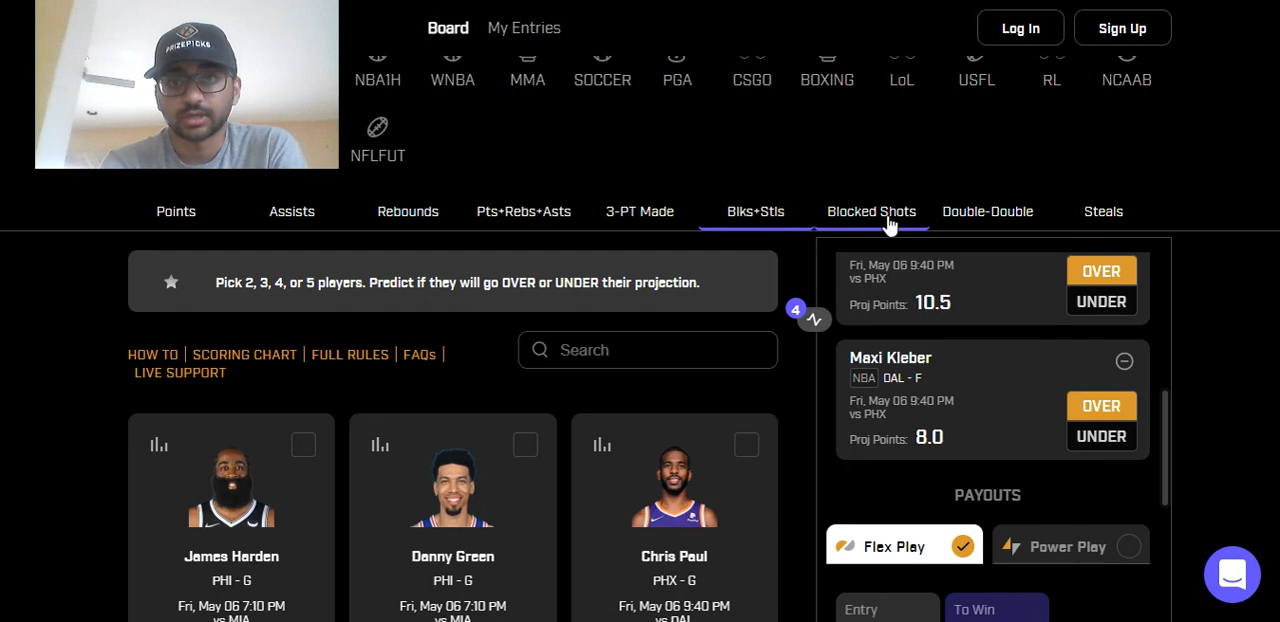 PRIZEPICKS
Board My Entries
Log In
Sign Up
NBA1H WNBA MMA SOCCER PGA CSGO BOXING LoL USFL RL NCAAB
NFLFUT
Points Assists Rebounds Pts+Rebs+Asts 3-PT Made Blks+Stls Blocked Shots Double-Double Steals
Pick 2, 3, 4, or 5 players. Predict if they will go OVER or UNDER their projection.
HOW TO | SCORING CHART | FULL RULES | FAQs |
LIVE SUPPORT
Search
James Harden
PHI - G
Fri, May 06 7:10 PM
vs MIA
Danny Green
PHI - G
Fri, May 06 7:10 PM
vs MIA
Chris Paul
PHX - G
Fri, May 06 9:40 PM
vs DAL
4
Fri, May 06 9:40 PM
vs PHX
Proj Points: 10.5
OVER
UNDER
Maxi Kleber
NBA DAL - F
Fri, May 06 9:40 PM
vs PHX
Proj Points: 8.0
OVER
UNDER
PAYOUTS
Flex Play
Power Play
Entry
To Win